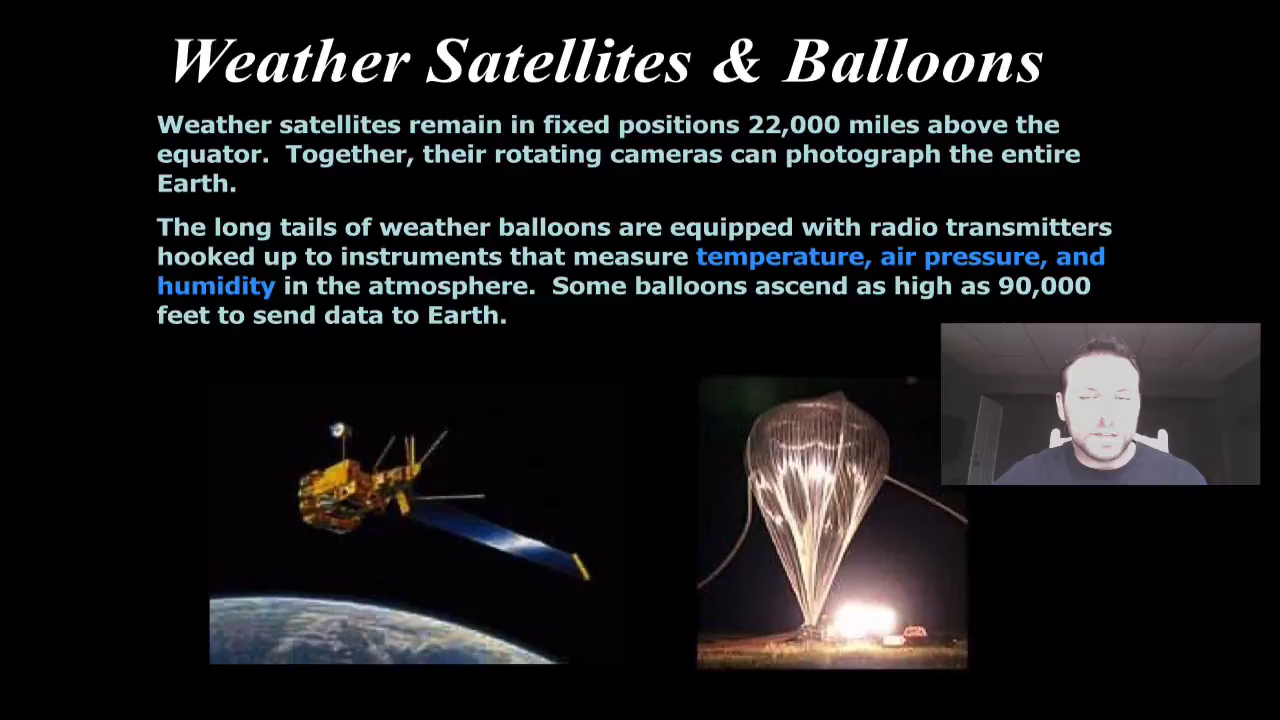 Weather Satellites & Balloons
Weather satellites remain in fixed positions 22,000 miles above the
equator.  Together, their rotating cameras can photograph the entire
Earth.
The long tails of weather balloons are equipped with radio transmitters
hooked up to instruments that measure temperature, air pressure, and
humidity in the atmosphere.  Some balloons ascend as high as 90,000
feet to send data to Earth.